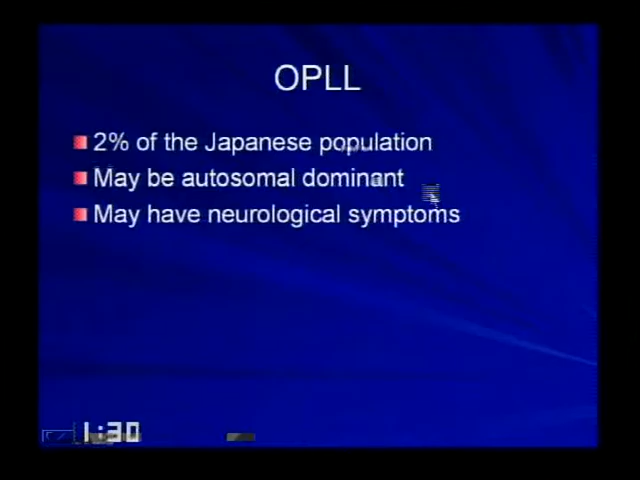 OPLL
2% of the Japanese population
May be autosomal dominant
May have neurological symptoms
1:30